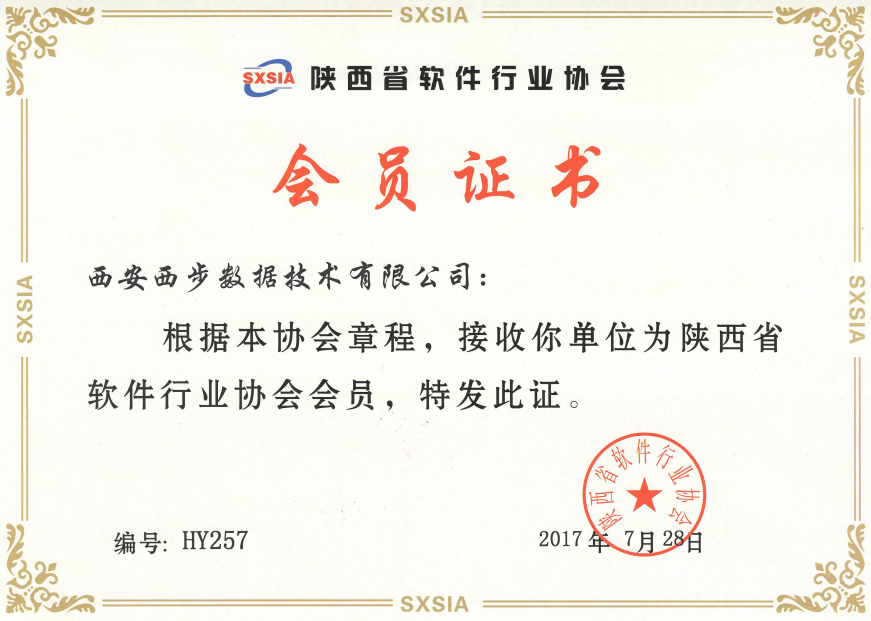 SXSIA
SXSIA 陕西省软件行业协会
会员证书
西安西步数据技术有限公司：
根据本协会章程，接收你单位为陕西省
软件行业协会会员，特发此证。
SXSIA
SXSIA
陕西省软件行业协会
编号: HY257
2017年 7月28日
SXSIA